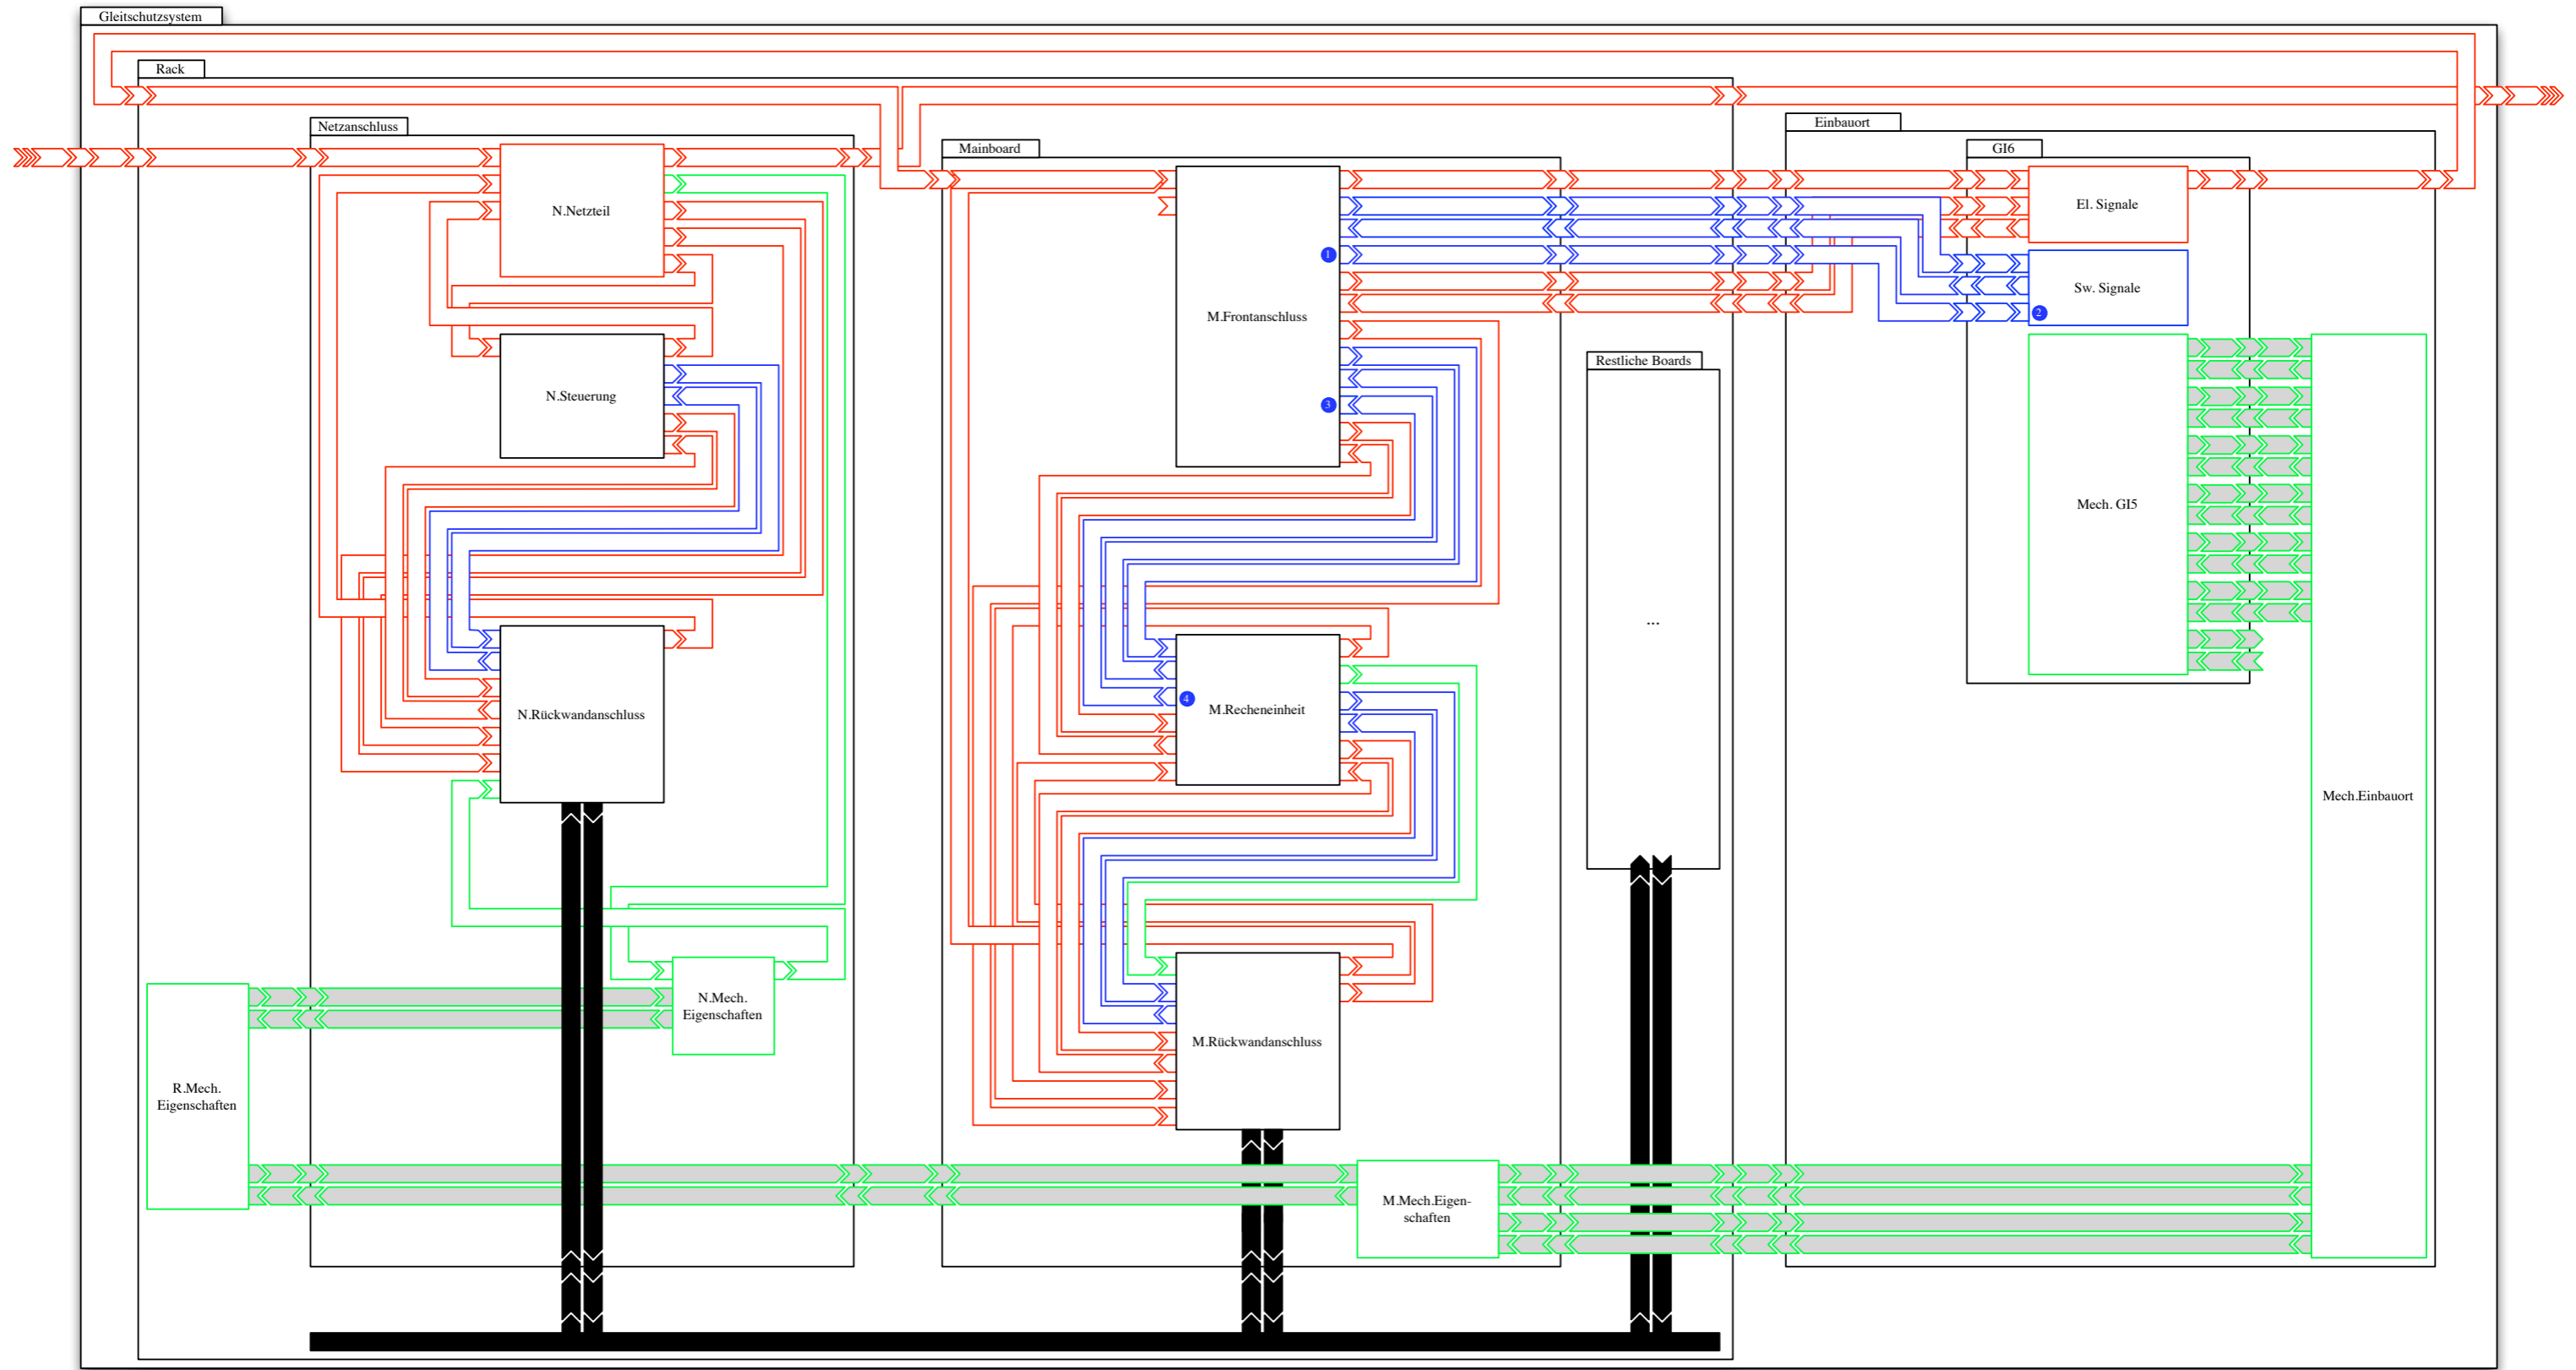 Gleitschutzsystem
Rack
Netzanschluss
Einbauort
Mainboard
GI6
N.Netzteil
El. Signale
1
Sw. Signale
2
M.Frontanschluss
Restliche Boards
N.Steuerung
3
Mech. GI5
...
4
M.Recheneinheit
N.Rückwandanschluss
Mech.Einbauort
N.Mech.
Eigenschaften
M.Rückwandanschluss
R.Mech.
Eigenschaften
M.Mech.Eigen-
schaften